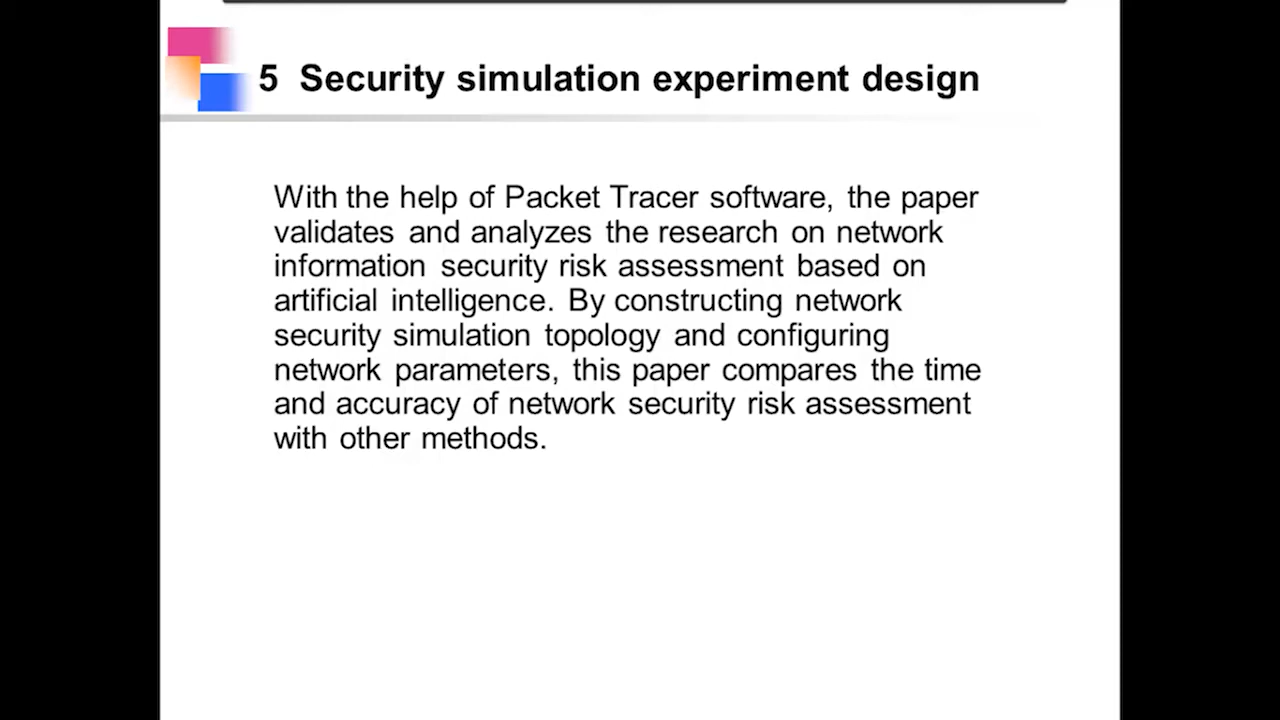 5 Security simulation experiment design
With the help of Packet Tracer software, the paper
validates and analyzes the research on network
information security risk assessment based on
artificial intelligence. By constructing network
security simulation topology and configuring
network parameters, this paper compares the time
and accuracy of network security risk assessment
with other methods.